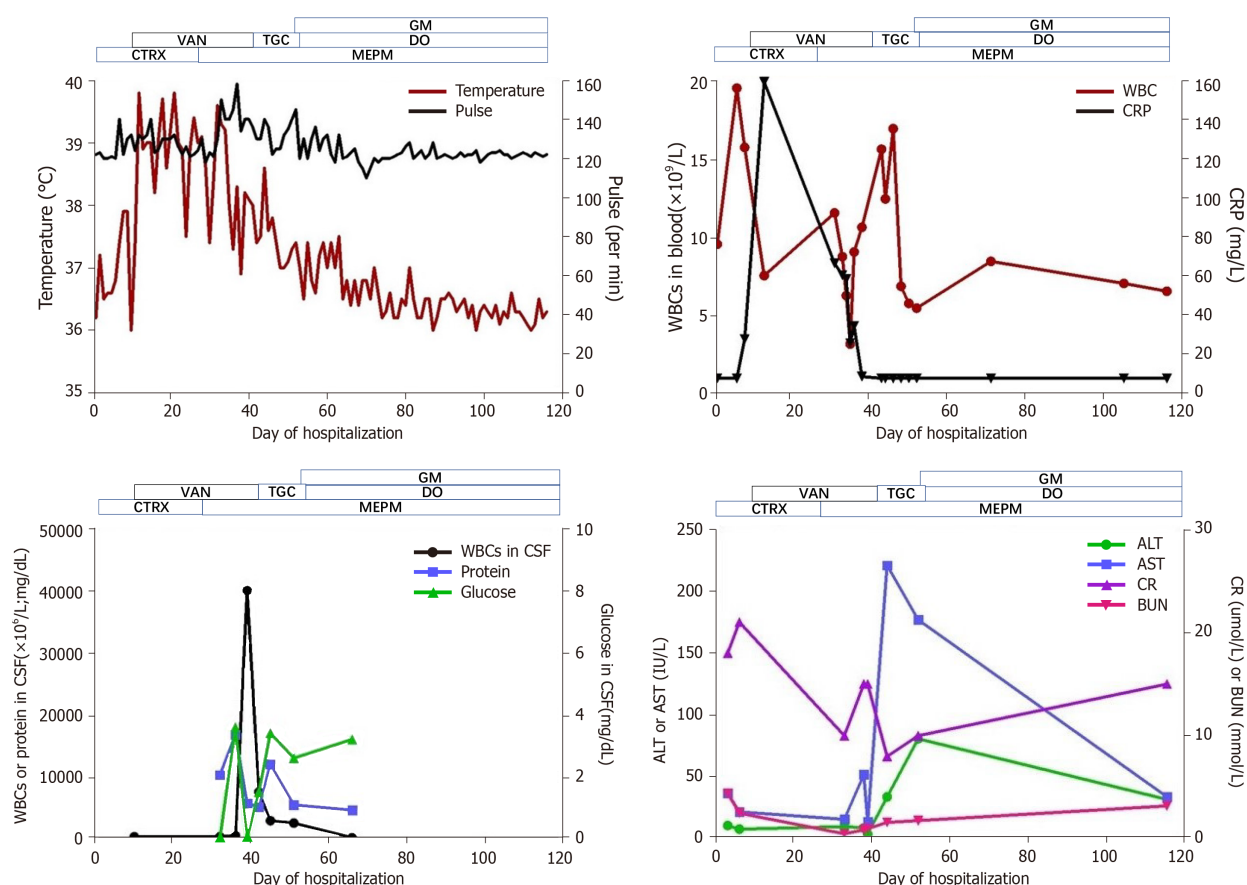 GM
VAN TGC DO
CTRX MEPM
40 160
Temperature
Pulse
140
39 120
38 100
80
37 60
40
36 20
35 0
0 20 40 60 80 100 120
Day of hospitalization
Temperature (°C)
Pulse (per min)
GM
VAN TGC DO
CTRX MEPM
20 160
WBC
CRP
140
15 120
100
10 80
60
5 40
20
0 0
0 20 40 60 80 100 120
Day of hospitalization
WBCs in blood(×10⁹/L)
CRP (mg/L)
GM
VAN TGC DO
CTRX MEPM
50000 10
WBCs in CSF
Protein
Glucose
40000 8
30000 6
20000 4
10000 2
0 0
0 20 40 60 80 100 120
Day of hospitalization
WBCs or protein in CSF(×10⁶/L;mg/dL)
Glucose in CSF(mg/dL)
GM
VAN TGC DO
CTRX MEPM
250 30
ALT
AST
CR
BUN
200
20
150
100 10
50
0 0
0 20 40 60 80 100 120
Day of hospitalization
ALT or AST (IU/L)
CR (umol/L) or BUN (mmol/L)